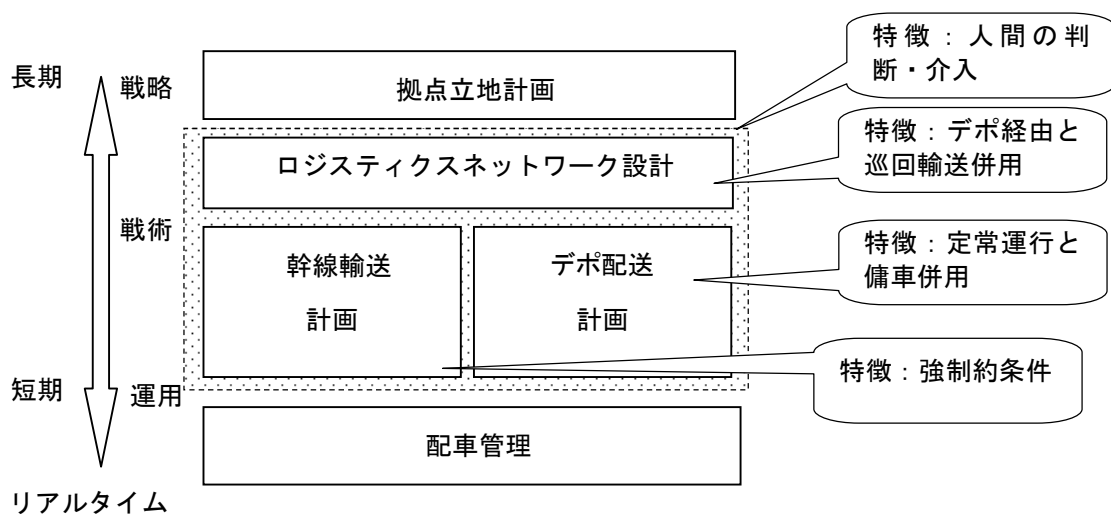 長期
戦略
戦術
短期
運用
リアルタイム
拠点立地計画
ロジスティクスネットワーク設計
幹線輸送
計画
デポ配送
計画
配車管理
特徴：人間の判
断・介入
特徴：デポ経由と
巡回輸送併用
特徴：定常運行と
傭車併用
特徴：強制約条件